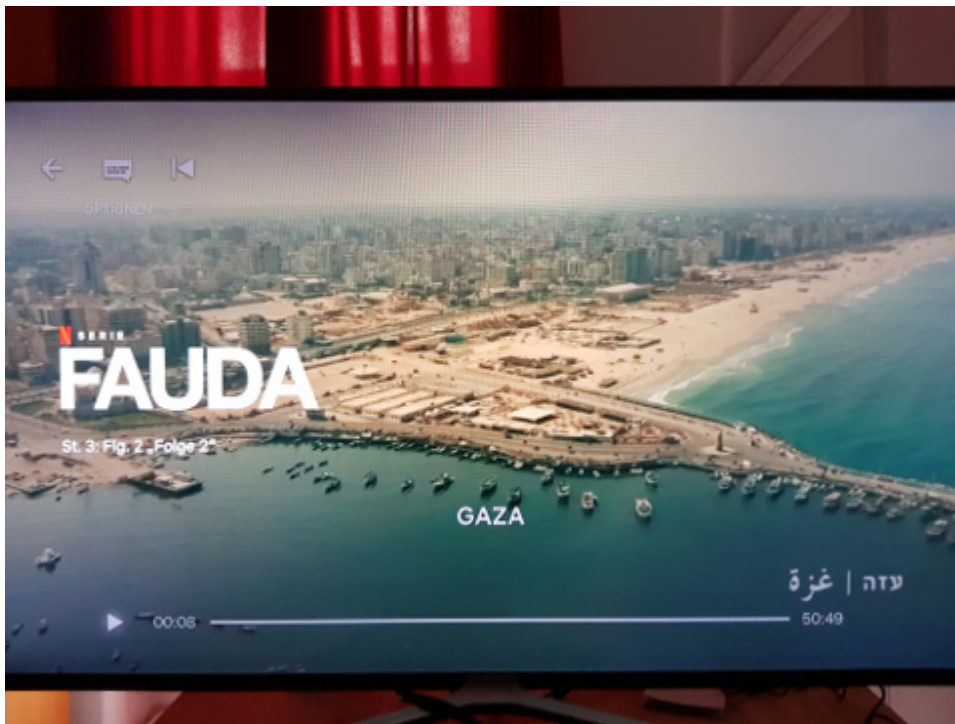 OPTIONEN
N SERIE
FAUDA
St. 3: Flg. 2 „Folge 2“
GAZA
עזה | غزة
00:08
50:49